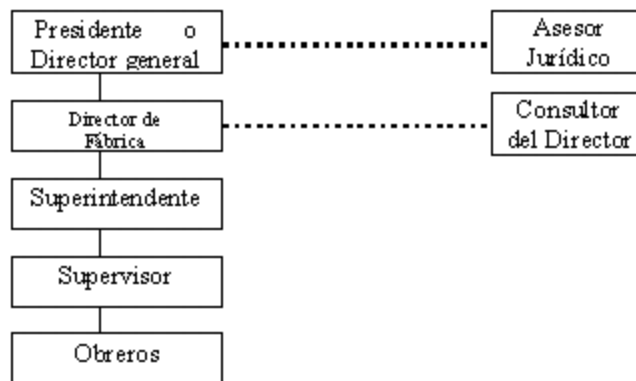 Presidente o
Director general
Asesor
Jurídico
Director de
Fábrica
Consultor
del Director
Superintendente
Supervisor
Obreros